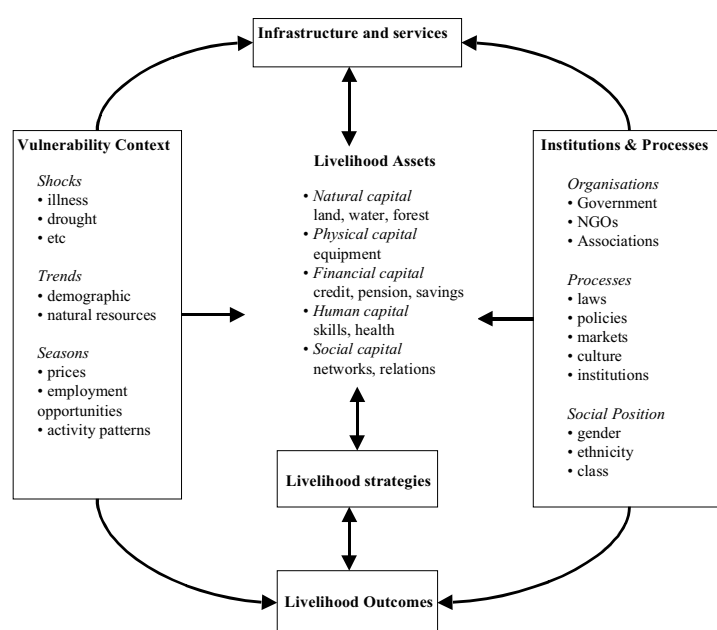 Infrastructure and services
Vulnerability Context
Shocks
• illness
• drought
• etc
Trends
• demographic
• natural resources
Seasons
• prices
• employment
opportunities
• activity patterns
Livelihood Assets
• Natural capital
land, water, forest
• Physical capital
equipment
• Financial capital
credit, pension, savings
• Human capital
skills, health
• Social capital
networks, relations
Livelihood strategies
Livelihood Outcomes
Institutions & Processes
Organisations
• Government
• NGOs
• Associations
Processes
• laws
• policies
• markets
• culture
• institutions
Social Position
• gender
• ethnicity
• class